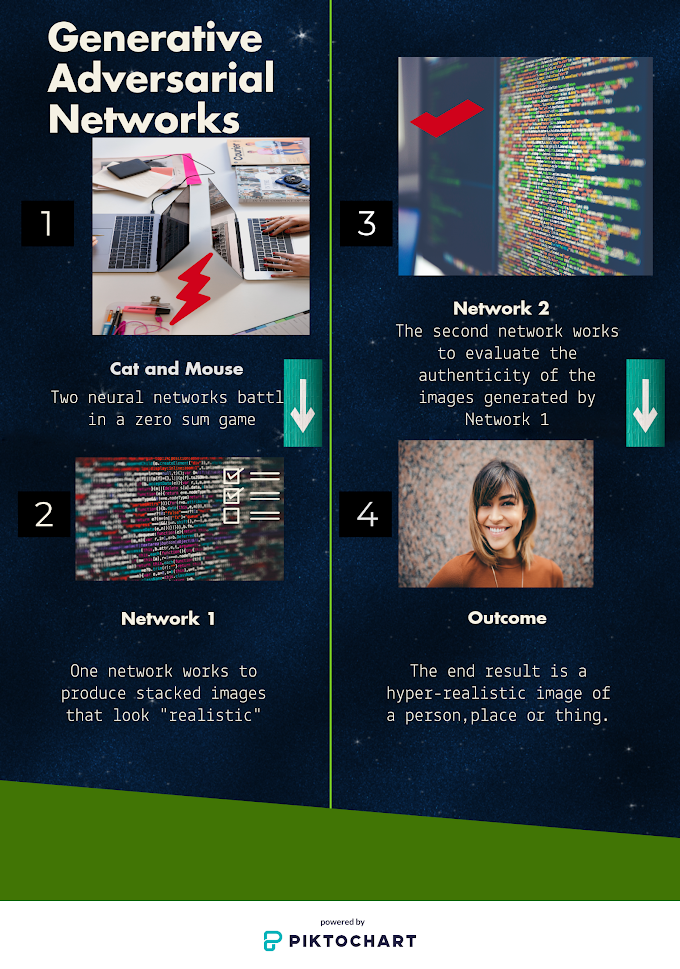 Generative
Adversarial
Networks
1
Cat and Mouse
Two neural networks battl
in a zero sum game
2
Network 1
One network works to
produce stacked images
that look "realistic"
3
Network 2
The second network works
to evaluate the
authenticity of the
images generated by
Network 1
4
Outcome
The end result is a
hyper-realistic image of
a person,place or thing.
powered by
PIKTOCHART